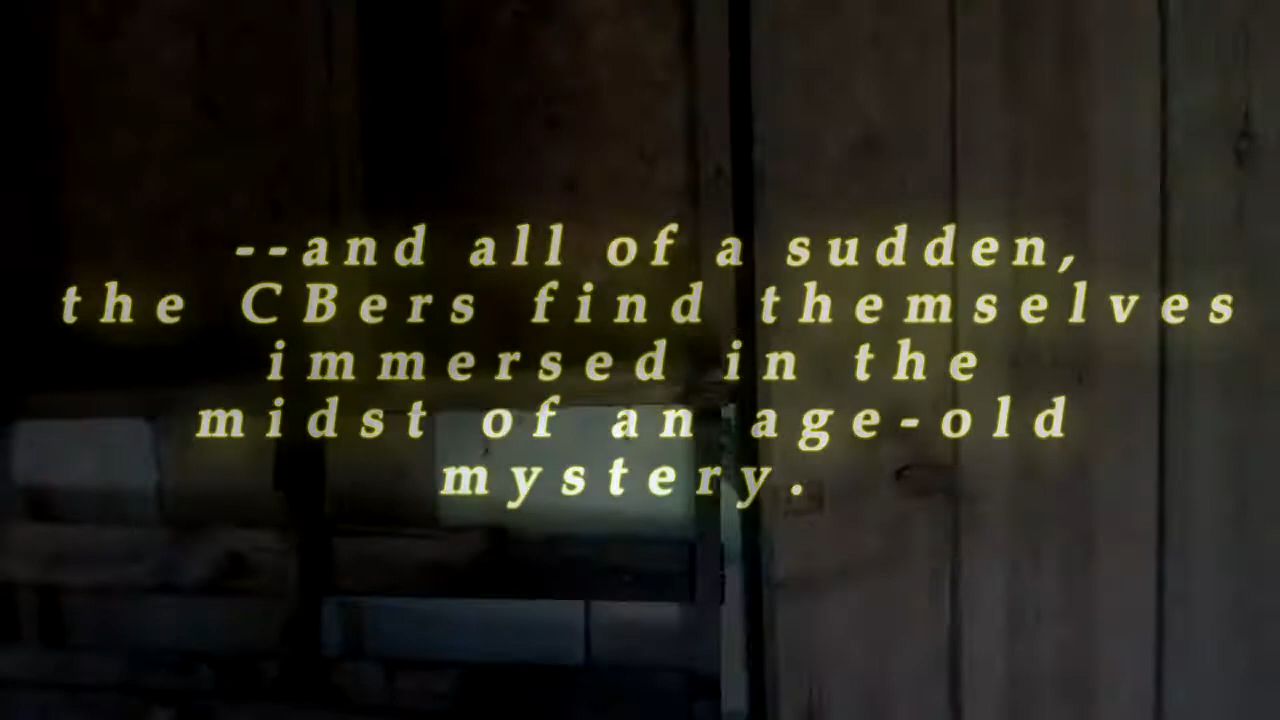 --and all of a sudden,
the CBers find themselves
immersed in the
midst of an age-old
mystery.